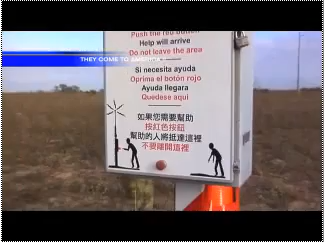 THEY COME TO AMERICA
Push the red button
Help will arrive
Do not leave the area
Si necesita ayuda
Oprima el botón rojo
Ayuda llegara
Quedese aqui
如果您需要幫助
按紅色按鈕
幫助的人將抵達這裡
不要離開這裡